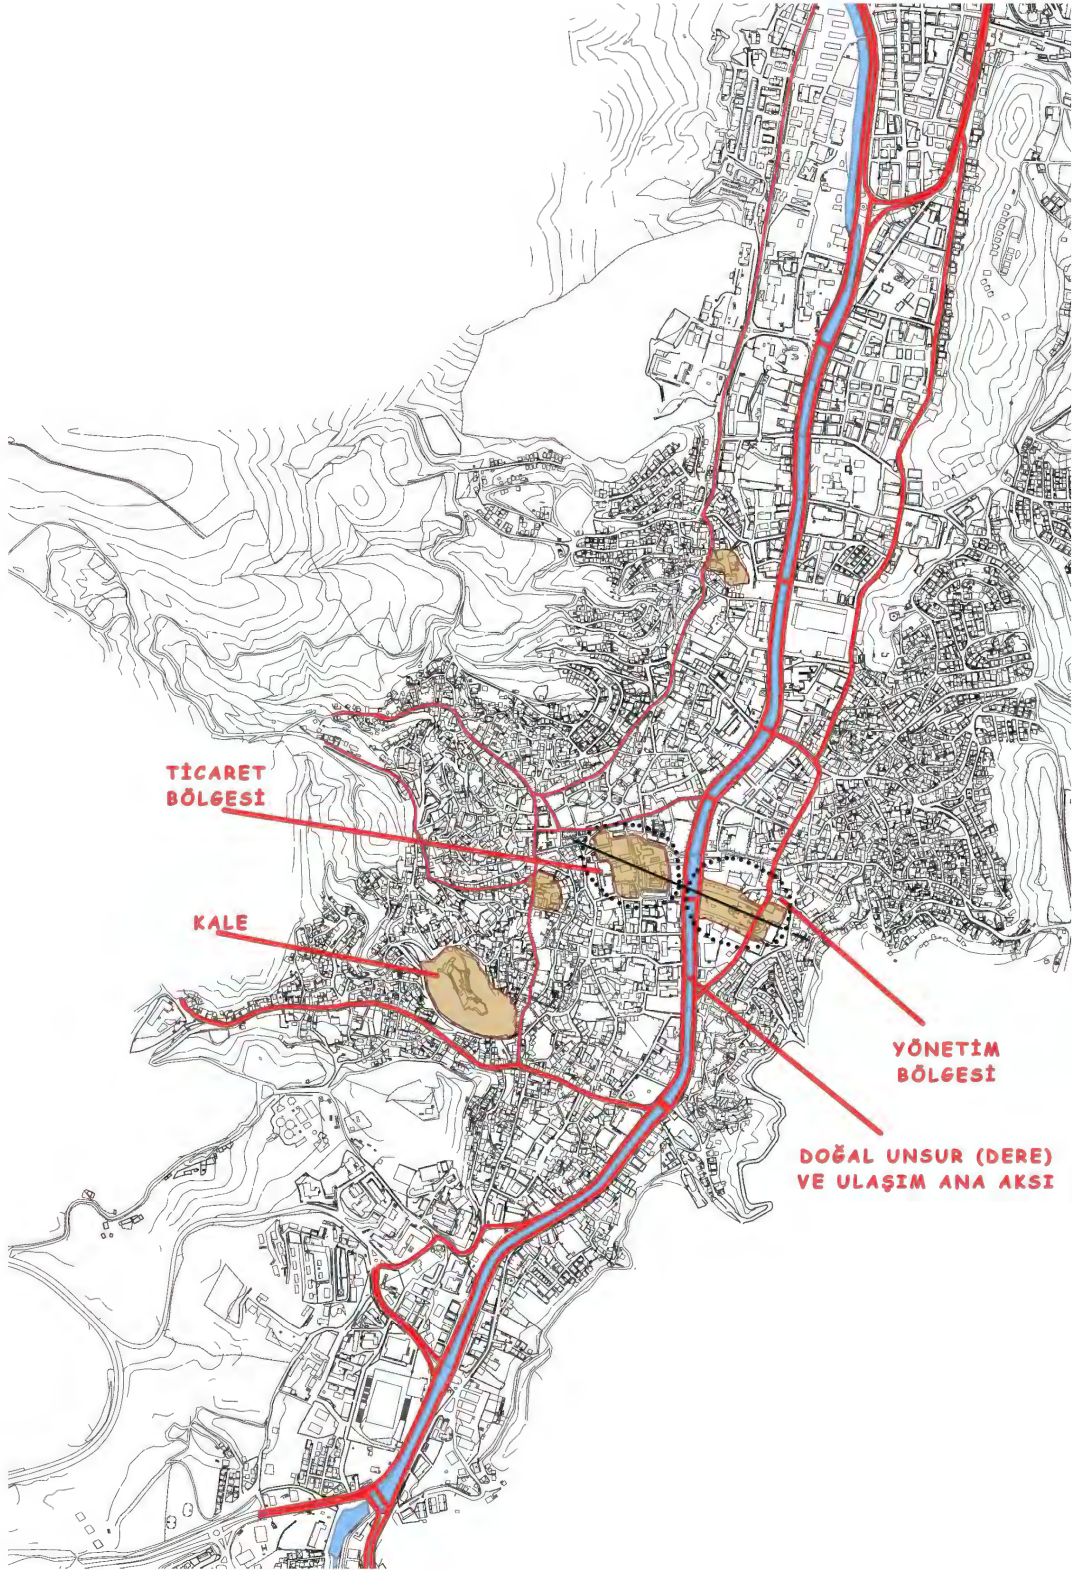 TİCARET
BÖLGESİ
KALE
YÖNETİM
BÖLGESİ
DOĞAL UNSUR (DERE)
VE ULAŞIM ANA AKSI